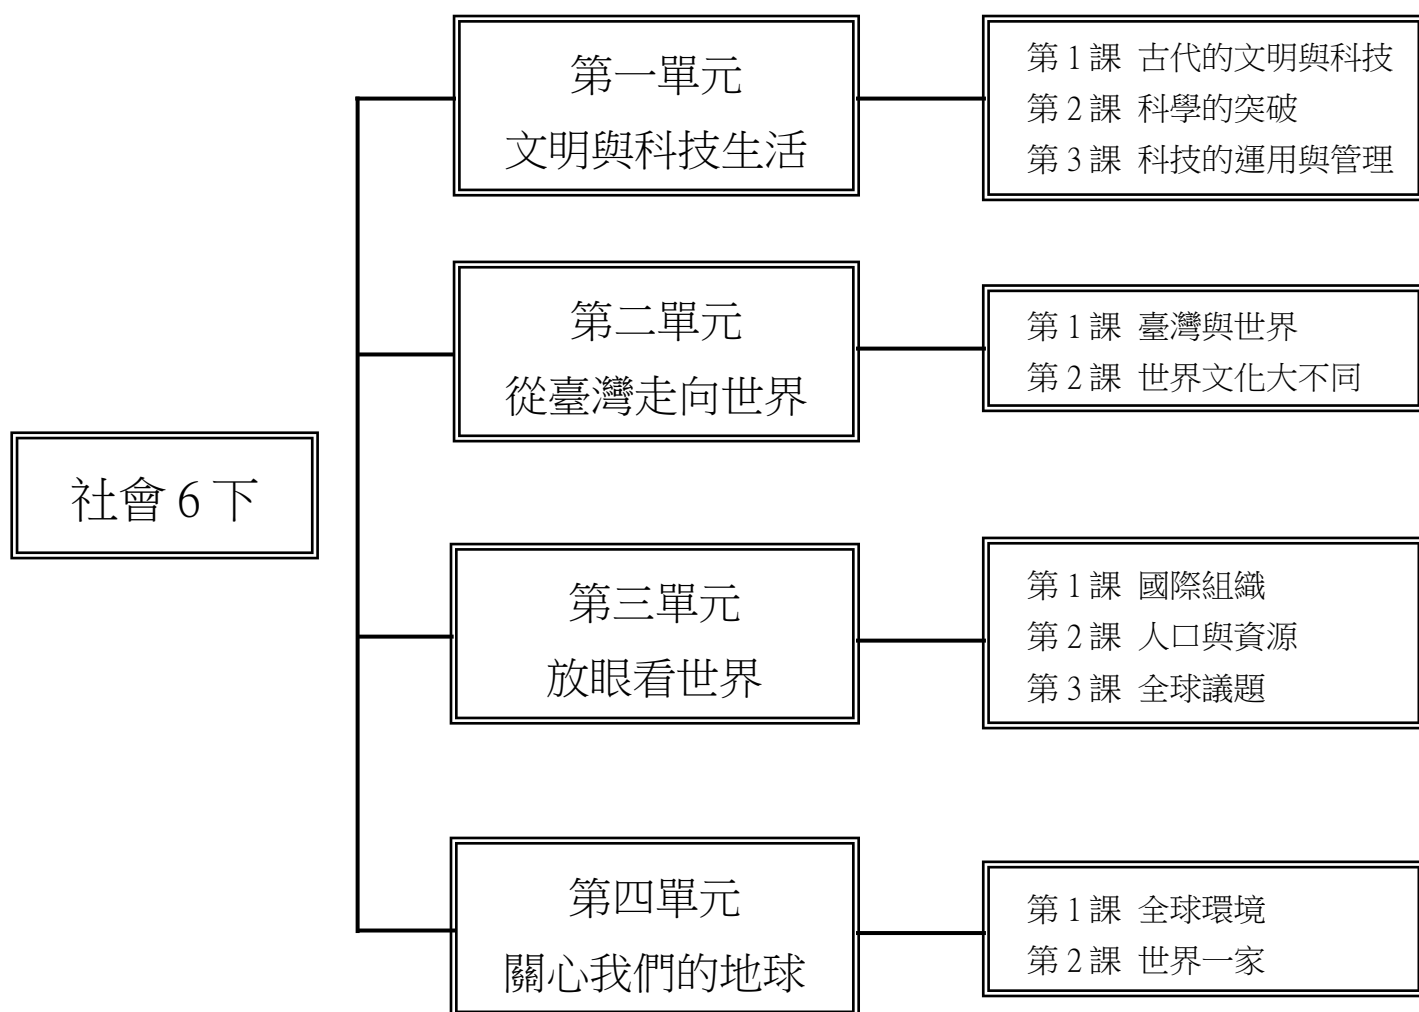 社會 6 下
第一單元
文明與科技生活
第 1 課 古代的文明與科技
第 2 課 科學的突破
第 3 課 科技的運用與管理
第二單元
從臺灣走向世界
第 1 課 臺灣與世界
第 2 課 世界文化大不同
第三單元
放眼看世界
第 1 課 國際組織
第 2 課 人口與資源
第 3 課 全球議題
第四單元
關心我們的地球
第 1 課 全球環境
第 2 課 世界一家